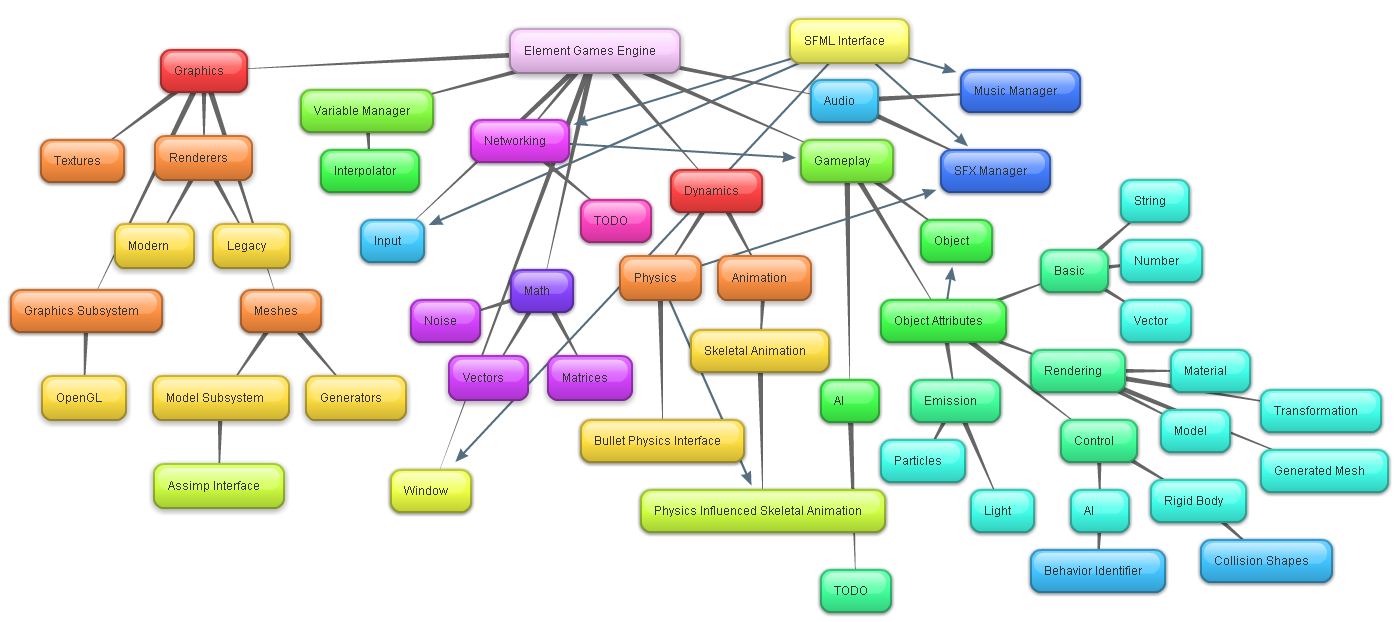 Element Games Engine
SFML Interface
Graphics
Music Manager
Audio
Variable Manager
Networking
Textures
Renderers
Interpolator
Gameplay
SFX Manager
Dynamics
String
TODO
Modern
Legacy
Input
Object
Number
Basic
Physics
Animation
Math
Graphics Subsystem
Meshes
Noise
Object Attributes
Vector
Skeletal Animation
Rendering
Material
Vectors
Matrices
OpenGL
Model Subsystem
Generators
AI
Emission
Transformation
Model
Bullet Physics Interface
Control
Particles
Generated Mesh
Assimp Interface
Window
Physics Influenced Skeletal Animation
Light
AI
Rigid Body
Behavior Identifier
Collision Shapes
TODO